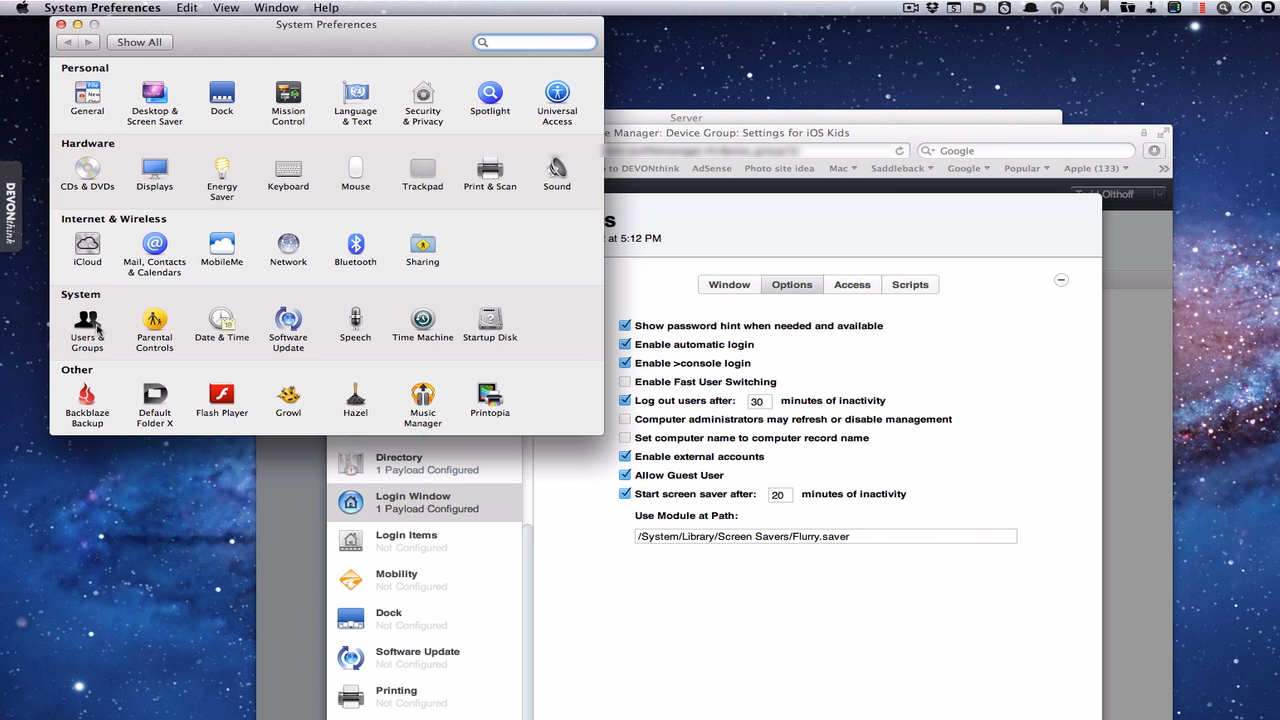 System Preferences Edit View Window Help
System Preferences
Show All
Personal
General
Desktop &
Screen Saver
Dock
Mission
Control
Language
& Text
Security
& Privacy
Spotlight
Universal
Access
Hardware
CDs & DVDs
Displays
Energy
Saver
Keyboard
Mouse
Trackpad
Print & Scan
Sound
Internet & Wireless
iCloud
Mail, Contacts
& Calendars
MobileMe
Network
Bluetooth
Sharing
System
Users &
Groups
Parental
Controls
Date & Time
Software
Update
Speech
Time Machine
Startup Disk
Other
Backblaze
Backup
Default
Folder X
Flash Player
Growl
Hazel
Music
Manager
Printopia
DEVONthink
Server
e Manager: Device Group: Settings for iOS Kids
Google
to DEVONthink AdSense Photo site idea Mac Saddleback Google Popular Apple (133)
Todd Olthoff
s
at 5:12 PM
Window Options Access Scripts
Show password hint when needed and available
Enable automatic login
Enable >console login
Enable Fast User Switching
Log out users after: 30 minutes of inactivity
Computer administrators may refresh or disable management
Set computer name to computer record name
Enable external accounts
Allow Guest User
Start screen saver after: 20 minutes of inactivity
Use Module at Path:
/System/Library/Screen Savers/Flurry.saver
Directory
1 Payload Configured
Login Window
1 Payload Configured
Login Items
Not Configured
Mobility
Not Configured
Dock
Not Configured
Software Update
Not Configured
Printing
Not Configured